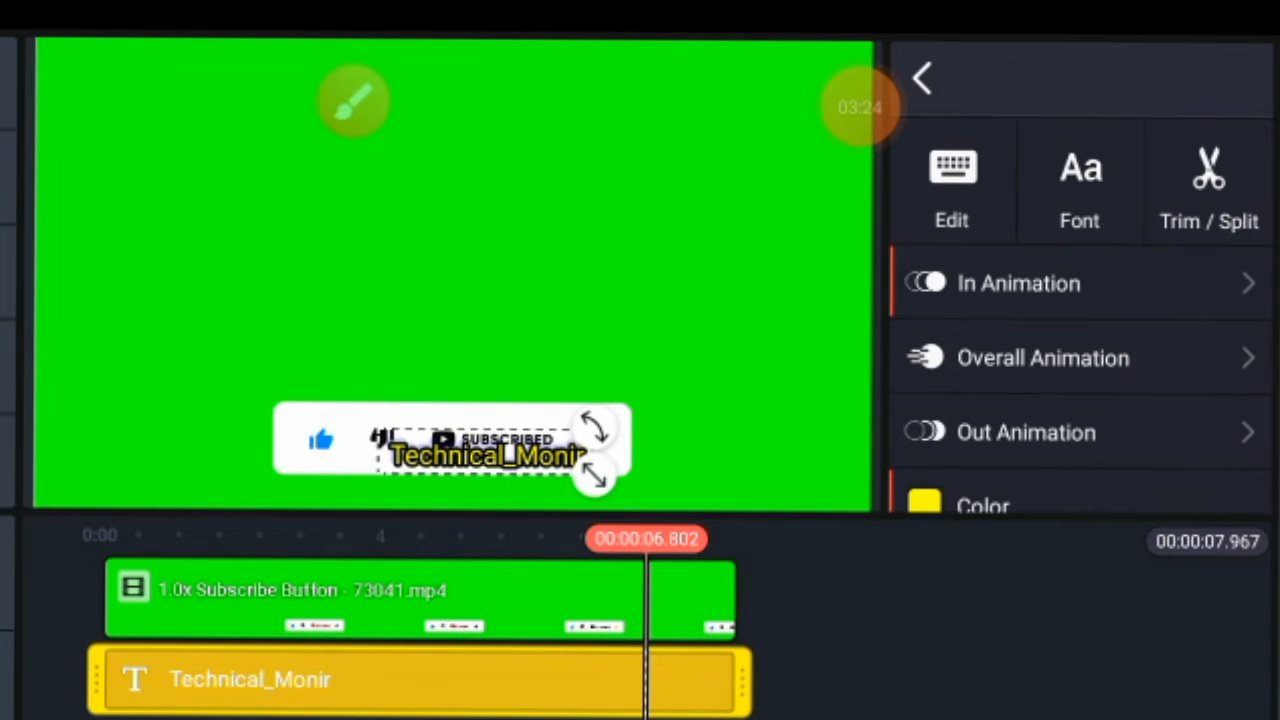 03:24
Edit
Font
Trim / Split
In Animation
Overall Animation
Out Animation
Color
SUBSCRIBED
Technical_Monir
0:00
4
00:00:06.802
00:00:07.967
1.0x Subscribe Button - 73041.mp4
Technical_Monir